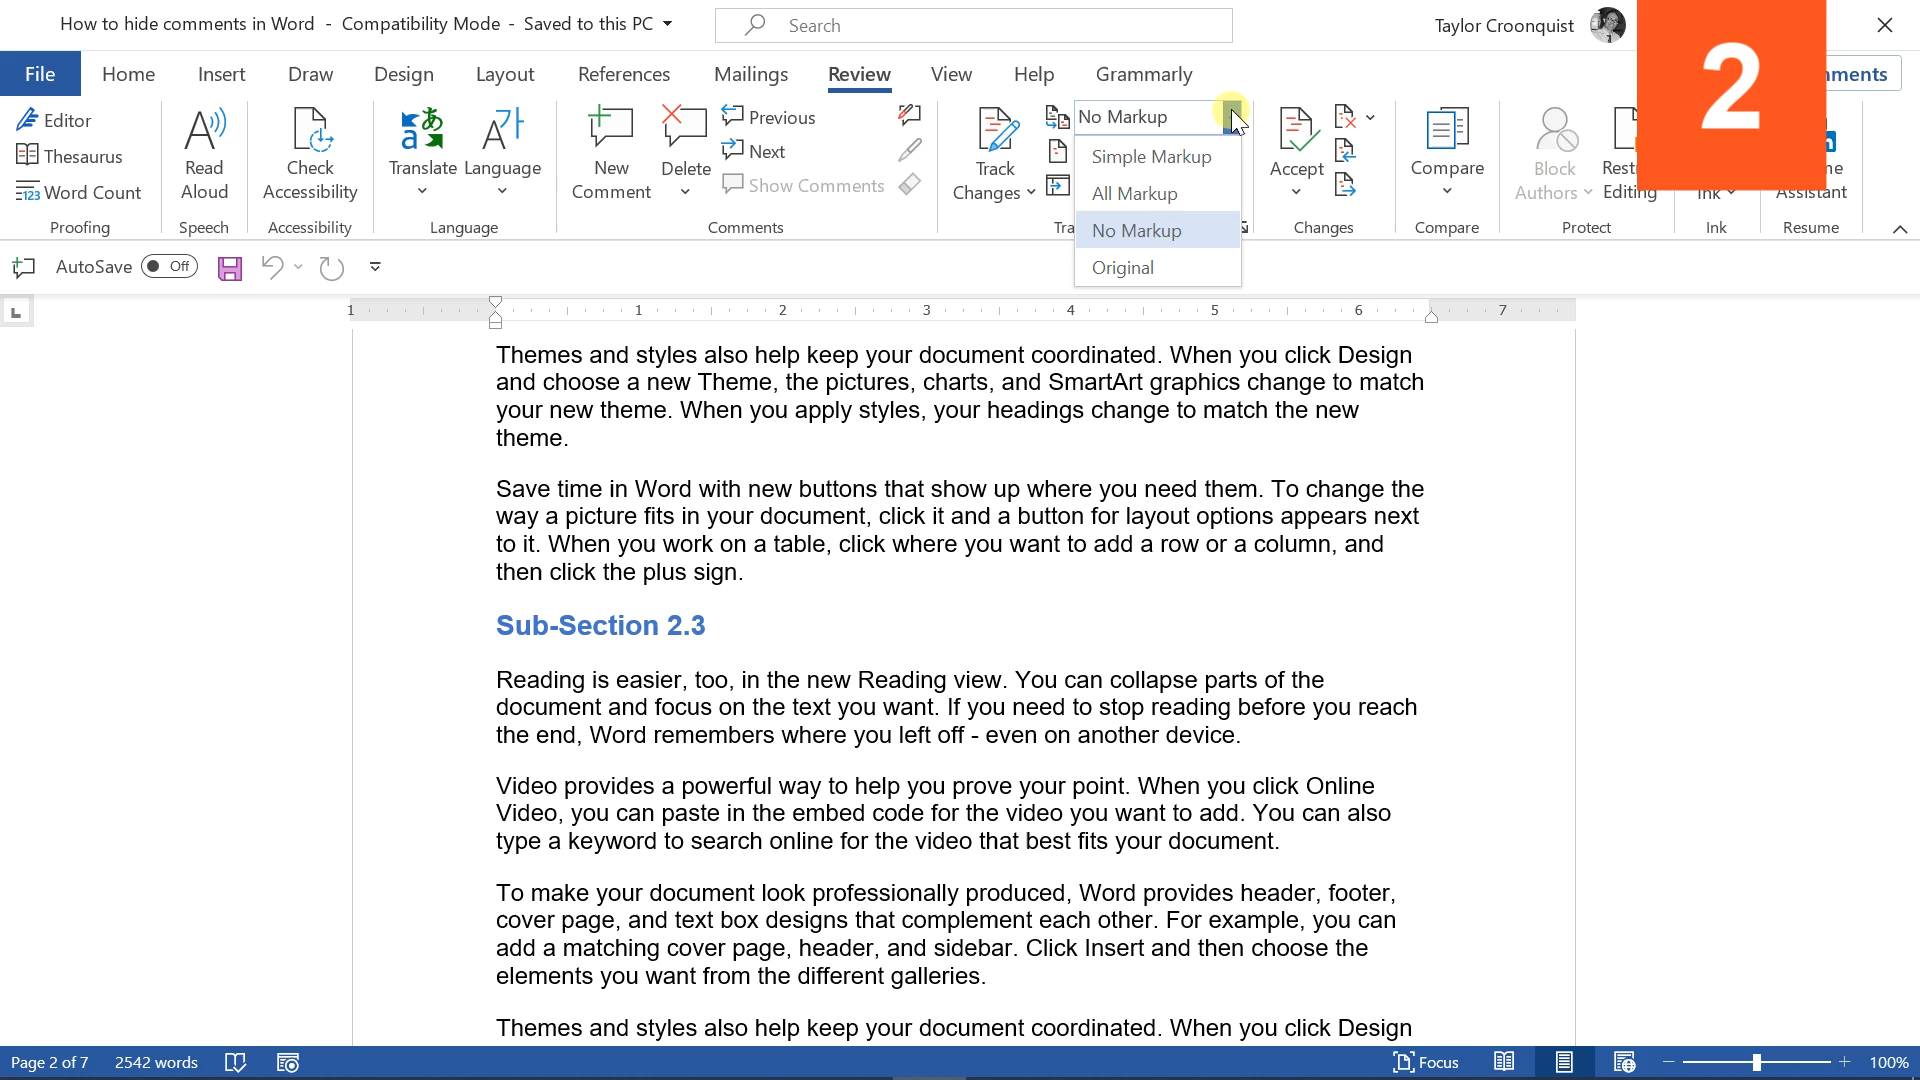 How to hide comments in Word - Compatibility Mode - Saved to this PC
Search
Taylor Croonquist
2
File Home Insert Draw Design Layout References Mailings Review View Help Grammarly
Editor
Thesaurus
Word Count
Proofing
Read
Aloud
Speech
Check
Accessibility
Accessibility
Translate
Language
Language
New
Comment
Delete
Previous
Next
Show Comments
Comments
Track
Changes
No Markup
Simple Markup
All Markup
No Markup
Original
Accept
Changes
Compare
Compare
Block
Authors
Editing
Protect
Ink
Ink
Assistant
Resume
AutoSave Off
1 1 2 3 4 5 6 7
Themes and styles also help keep your document coordinated. When you click Design
and choose a new Theme, the pictures, charts, and SmartArt graphics change to match
your new theme. When you apply styles, your headings change to match the new
theme.
Save time in Word with new buttons that show up where you need them. To change the
way a picture fits in your document, click it and a button for layout options appears next
to it. When you work on a table, click where you want to add a row or a column, and
then click the plus sign.
Sub-Section 2.3
Reading is easier, too, in the new Reading view. You can collapse parts of the
document and focus on the text you want. If you need to stop reading before you reach
the end, Word remembers where you left off - even on another device.
Video provides a powerful way to help you prove your point. When you click Online
Video, you can paste in the embed code for the video you want to add. You can also
type a keyword to search online for the video that best fits your document.
To make your document look professionally produced, Word provides header, footer,
cover page, and text box designs that complement each other. For example, you can
add a matching cover page, header, and sidebar. Click Insert and then choose the
elements you want from the different galleries.
Themes and styles also help keep your document coordinated. When you click Design
Page 2 of 7 2542 words Focus 100%